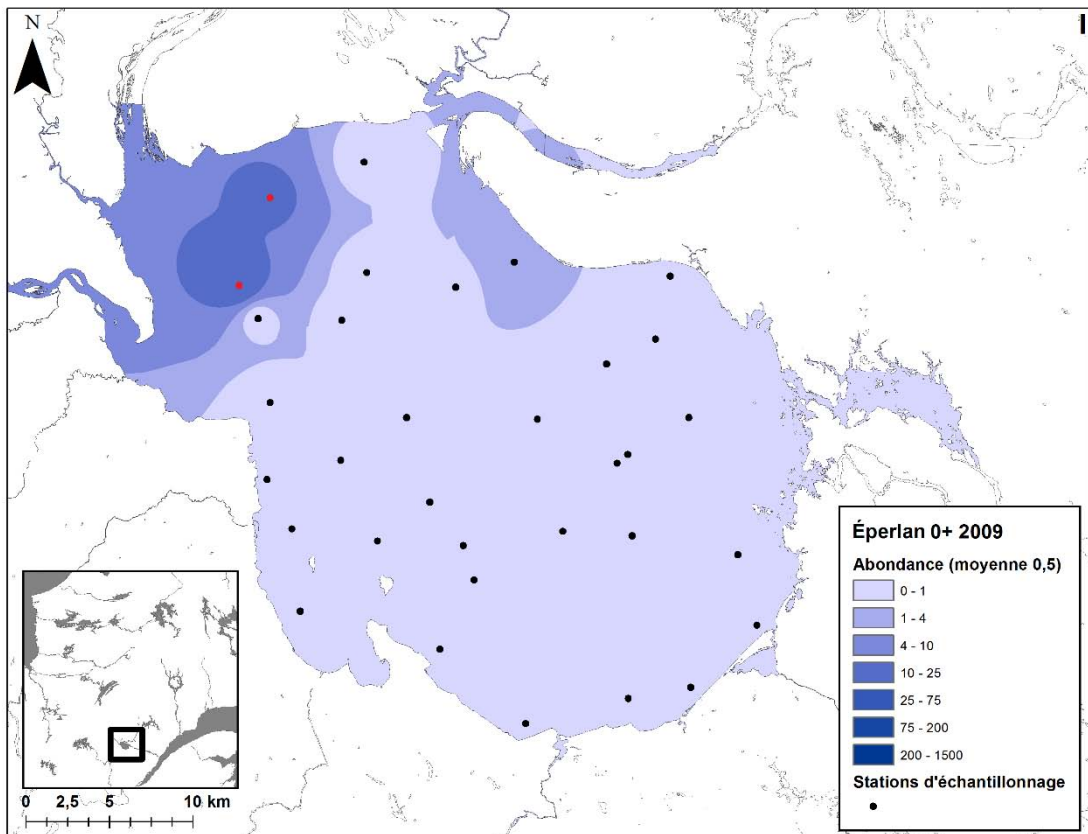 N
Éperlan 0+ 2009
Abondance (moyenne 0,5)
0 - 1
1 - 4
4 - 10
10 - 25
25 - 75
75 - 200
200 - 1500
Stations d'échantillonnage
0 2,5 5 10 km